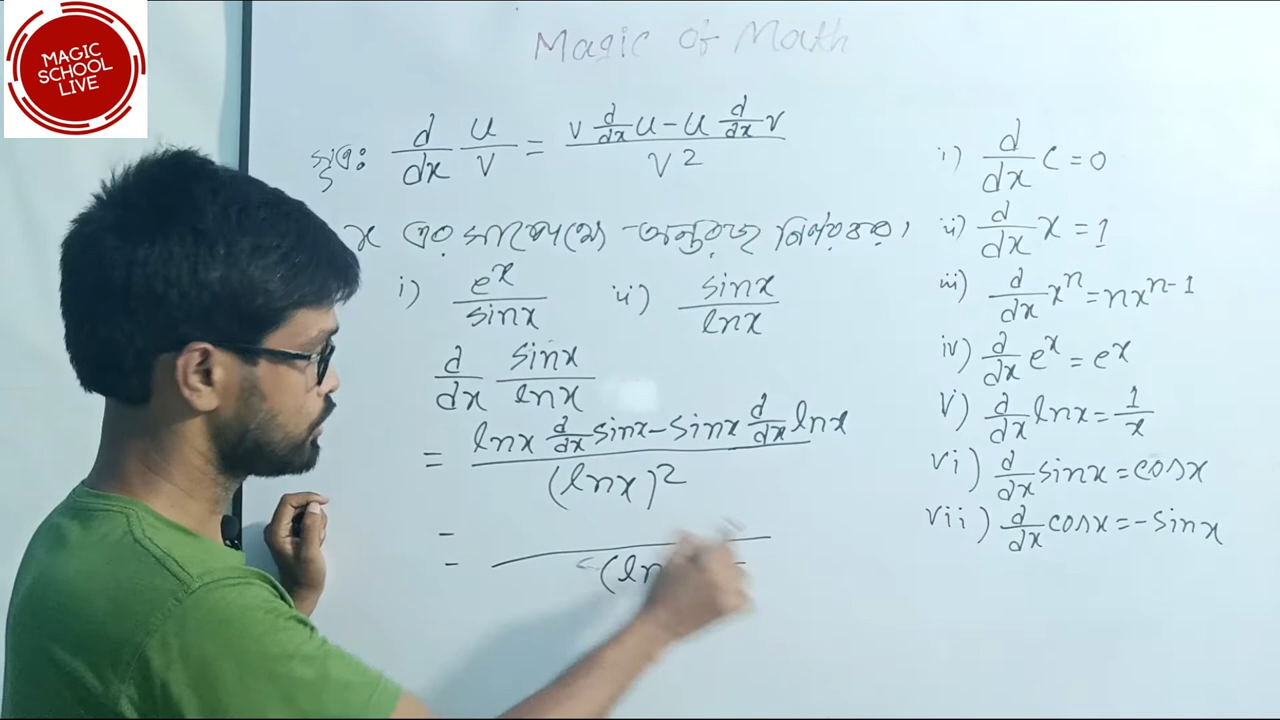 MAGIC
SCHOOL
LIVE
Magic of Math
সূত্র: d/dx u/v = (v d/dx u - u d/dx v)/v²
x এর সাপেক্ষে অন্তরজ নির্ণয় কর।
i) eˣ/sinx ii) sinx/lnx
d/dx sinx/lnx
= (lnx d/dx sinx - sinx d/dx lnx)/(lnx)²
= /(ln
i) d/dx c = 0
ii) d/dx x = 1
iii) d/dx xⁿ = nxⁿ⁻¹
iv) d/dx eˣ = eˣ
v) d/dx lnx = 1/x
vi) d/dx sinx = cosx
vii) d/dx cosx = -sinx